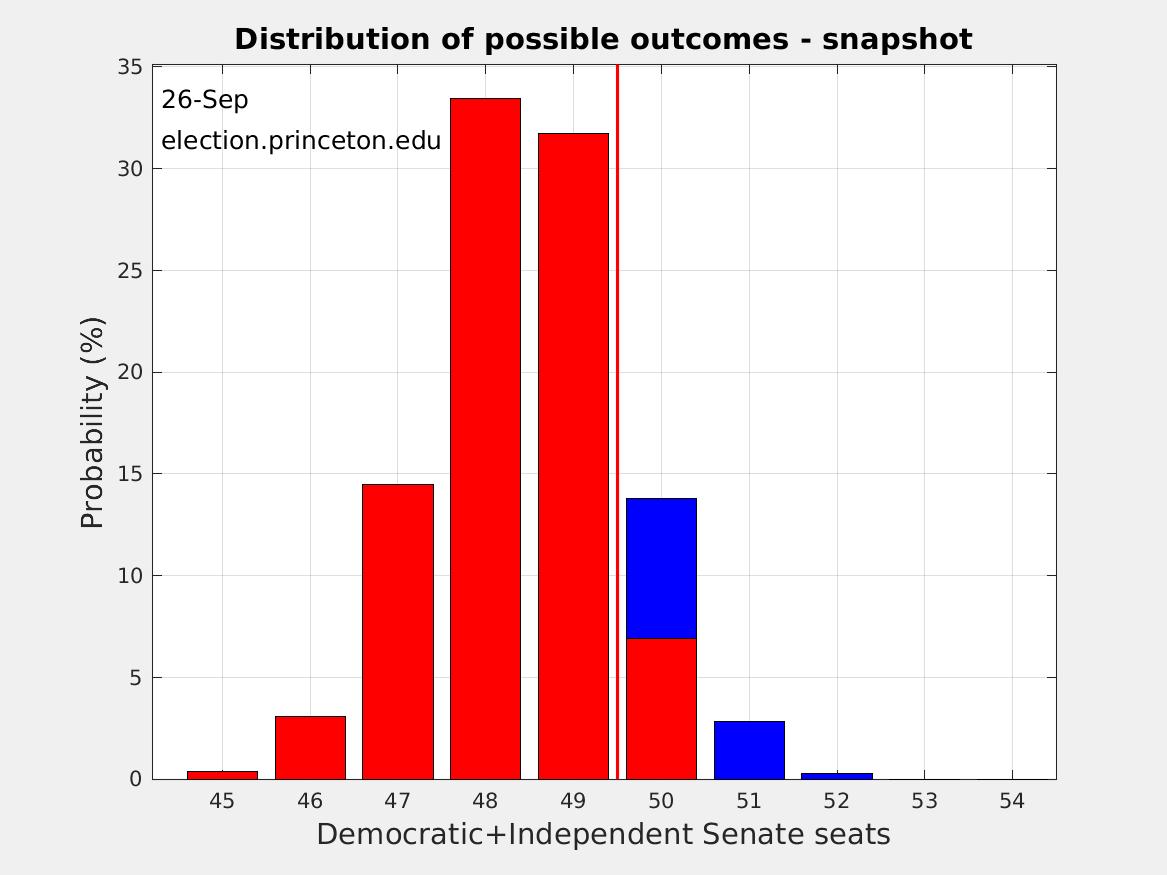 Distribution of possible outcomes - snapshot
26-Sep
election.princeton.edu
Probability (%)
35
30
25
20
15
10
5
0
45 46 47 48 49 50 51 52 53 54
Democratic+Independent Senate seats